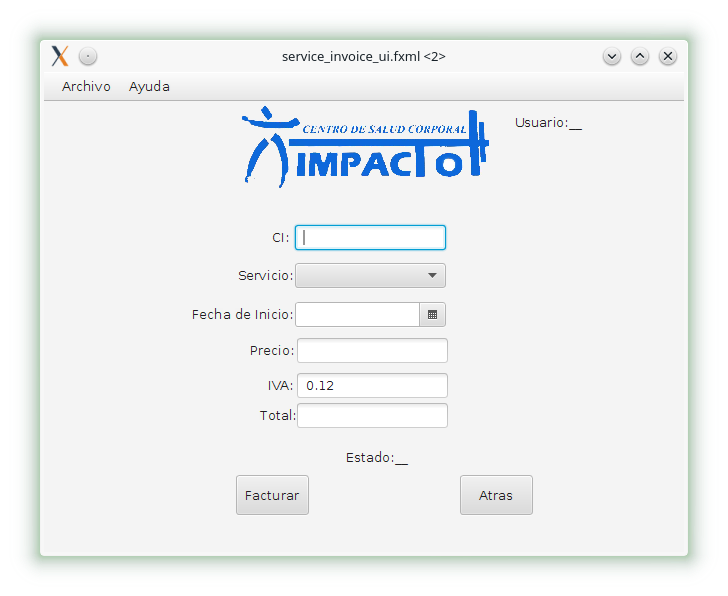 service_invoice_ui.fxml <2>
Archivo Ayuda
CENTRO DE SALUD CORPORAL
IMPACTO
Usuario:__
CI:
Servicio:
Fecha de Inicio:
Precio:
IVA: 0.12
Total:
Estado:__
Facturar Atras